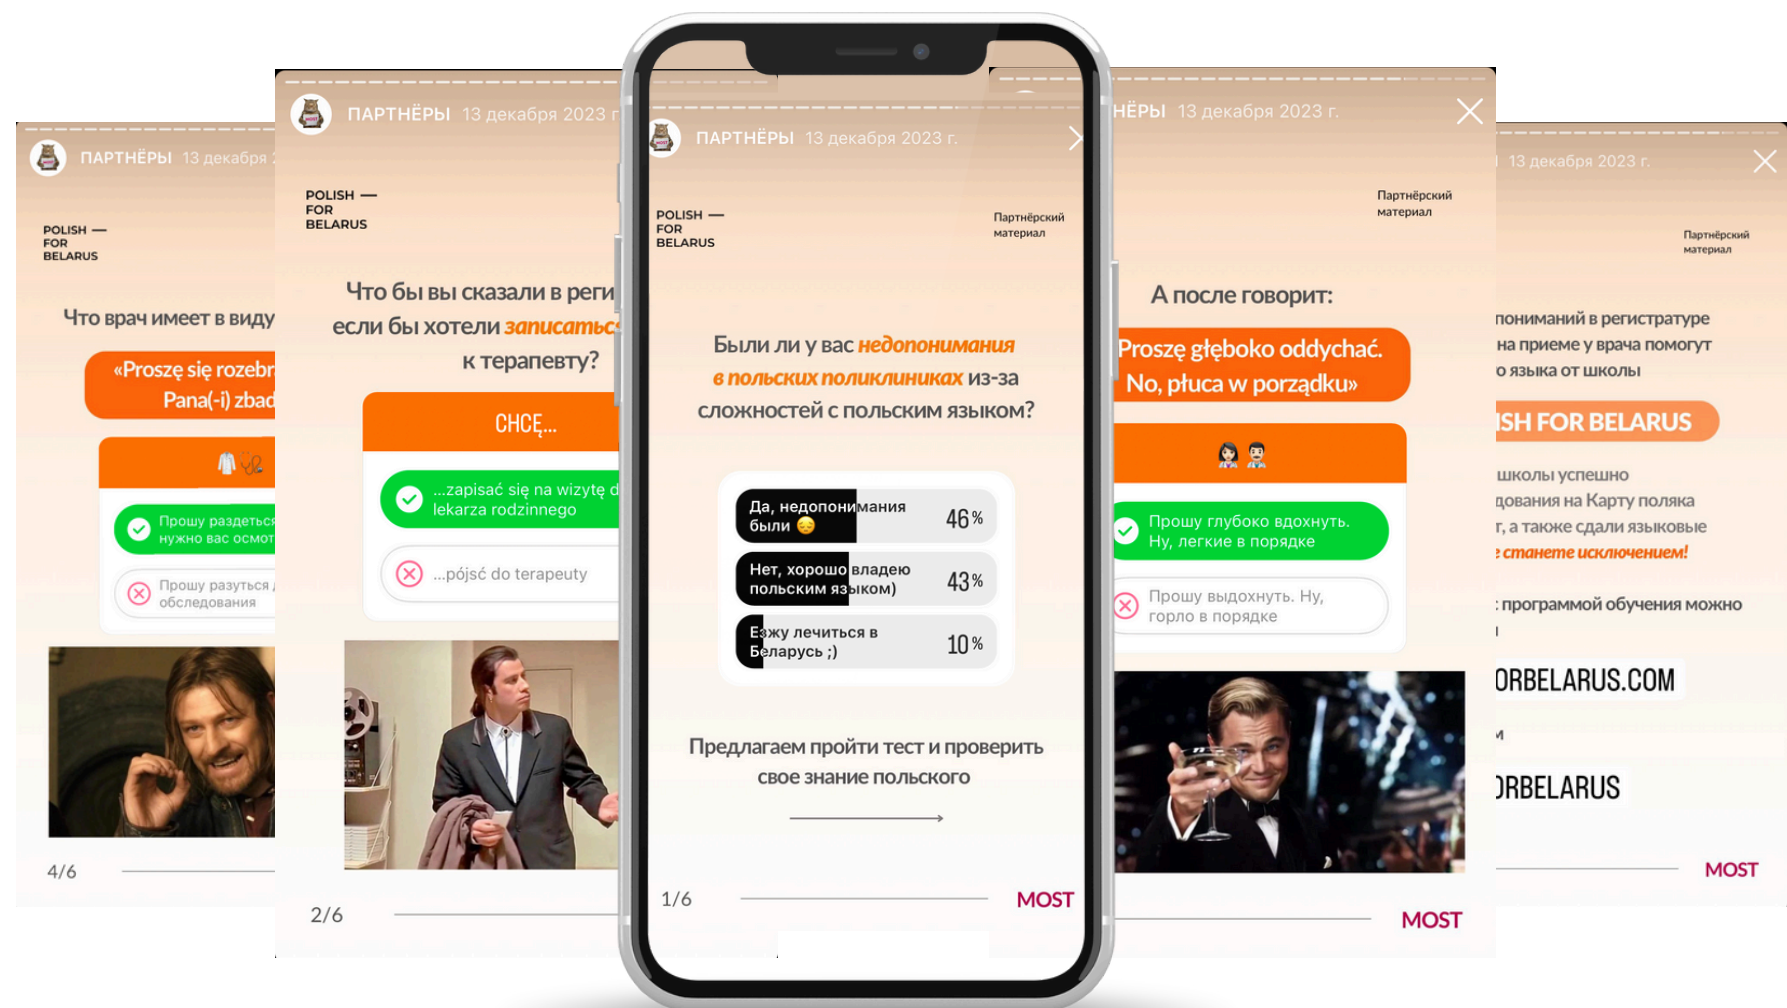 ПАРТНЁРЫ 13 декабря
POLISH —
FOR
BELARUS
Что врач имеет в виду
«Proszę się rozebr
Pana(-i) zbad
Прошу раздеться
нужно вас осмот
Прошу разуться
обследования
4/6
ПАРТНЁРЫ 13 декабря 2023 г
POLISH —
FOR
BELARUS
Что бы вы сказали в реги
если бы хотели записатьс
к терапевту?
CHCĘ...
...zapisać się na wizytę d
lekarza rodzinnego
...pójść do terapeuty
2/6
ПАРТНЁРЫ 13 декабря 2023 г.
POLISH —
FOR
BELARUS
Партнёрский
материал
Были ли у вас недопонимания
в польских поликлиниках из-за
сложностей с польским языком?
Да, недопонимания
были 😔 46%
Нет, хорошо владею
польским языком) 43%
Езжу лечиться в
Беларусь ;) 10%
Предлагаем пройти тест и проверить
свое знание польского
1/6
MOST
НЁРЫ 13 декабря 2023 г.
Партнёрский
материал
А после говорит:
Proszę głęboko oddychać.
No, płuca w porządku»
Прошу глубоко вдохнуть.
Ну, легкие в порядке
Прошу выдохнуть. Ну,
горло в порядке
MOST
13 декабря 2023 г.
Партнёрский
материал
пониманий в регистратуре
на приеме у врача помогут
о языка от школы
ISH FOR BELARUS
школы успешно
дования на Карту поляка
т, а также сдали языковые
е станете исключением!
программой обучения можно
ORBELARUS.COM
м
ORBELARUS
MOST